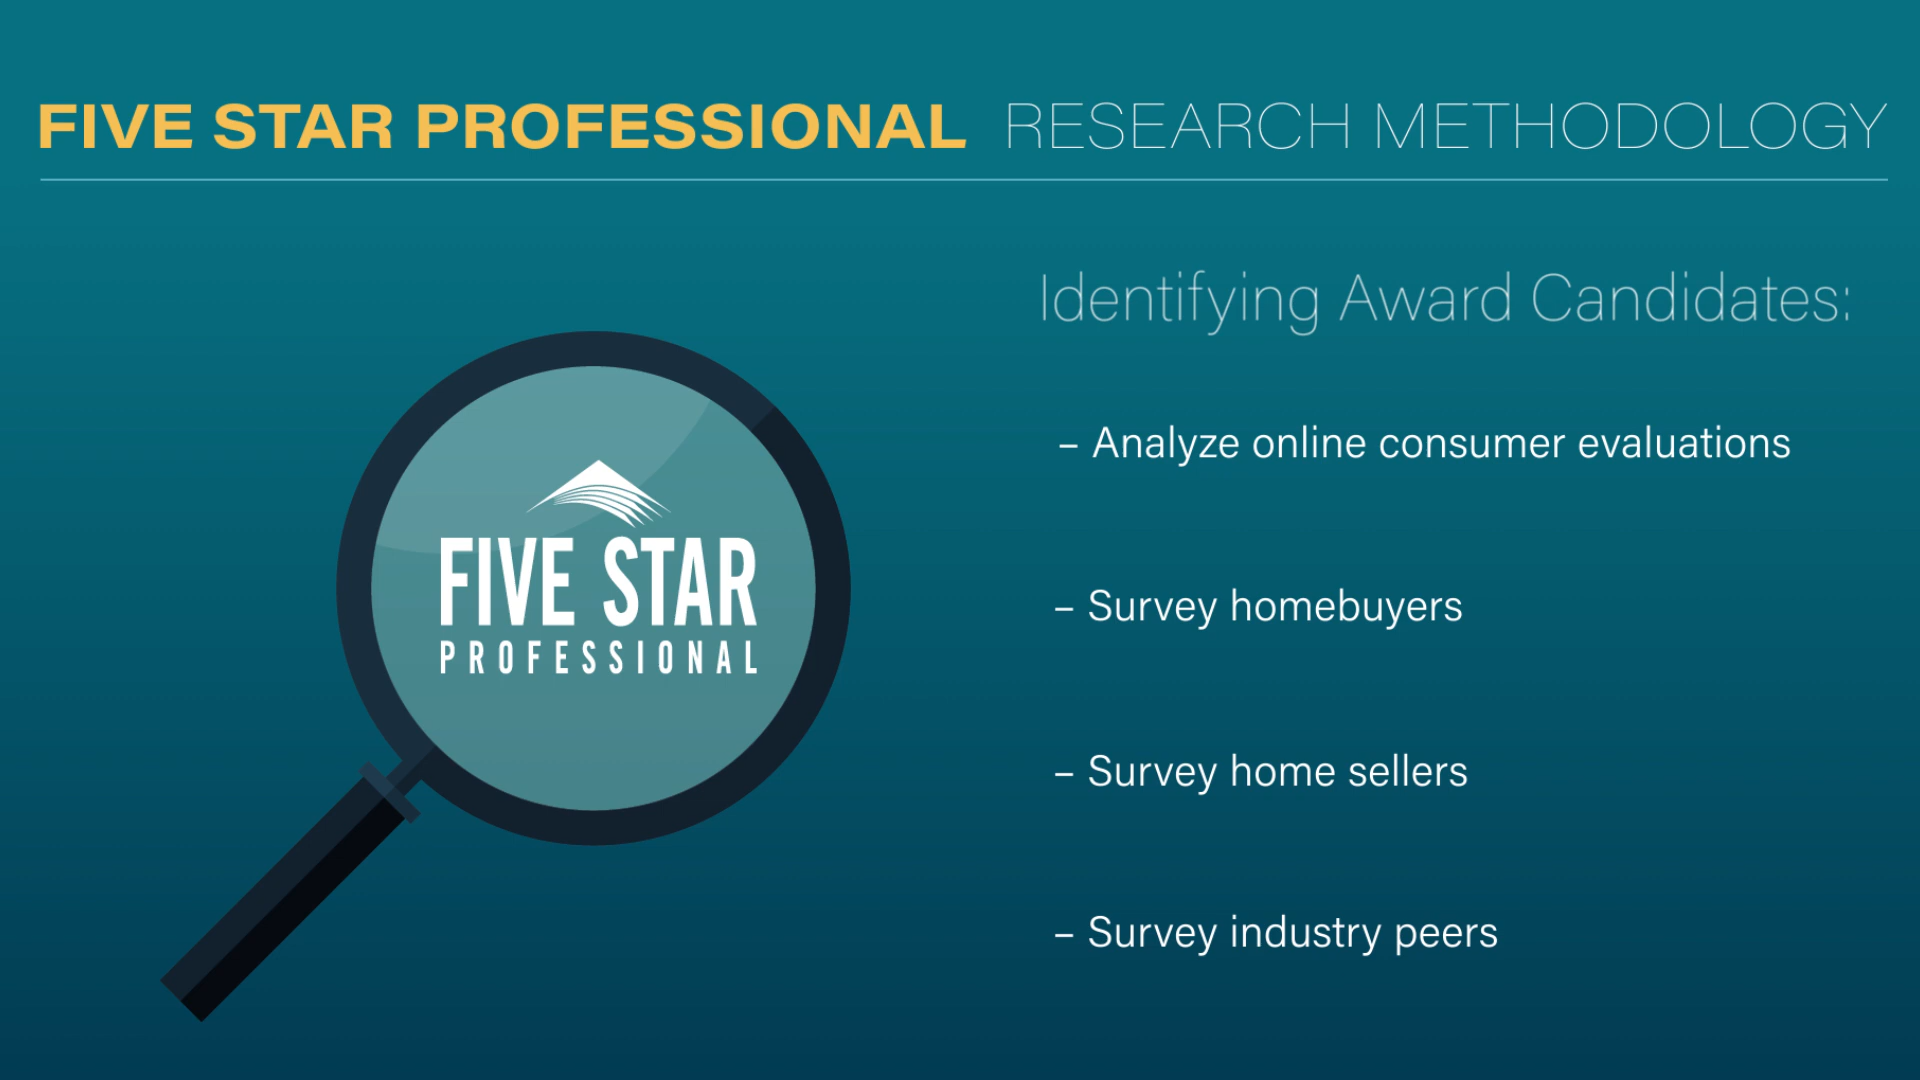 FIVE STAR PROFESSIONAL RESEARCH METHODOLOGY
Identifying Award Candidates:
– Analyze online consumer evaluations
– Survey homebuyers
– Survey home sellers
– Survey industry peers
FIVE STAR
PROFESSIONAL